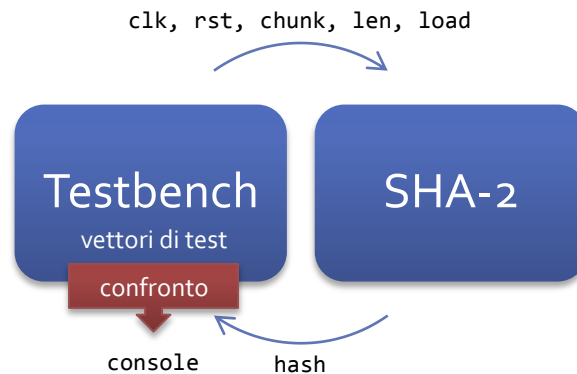 clk, rst, chunk, len, load
Testbench
vettori di test
SHA-2
confronto
console
hash